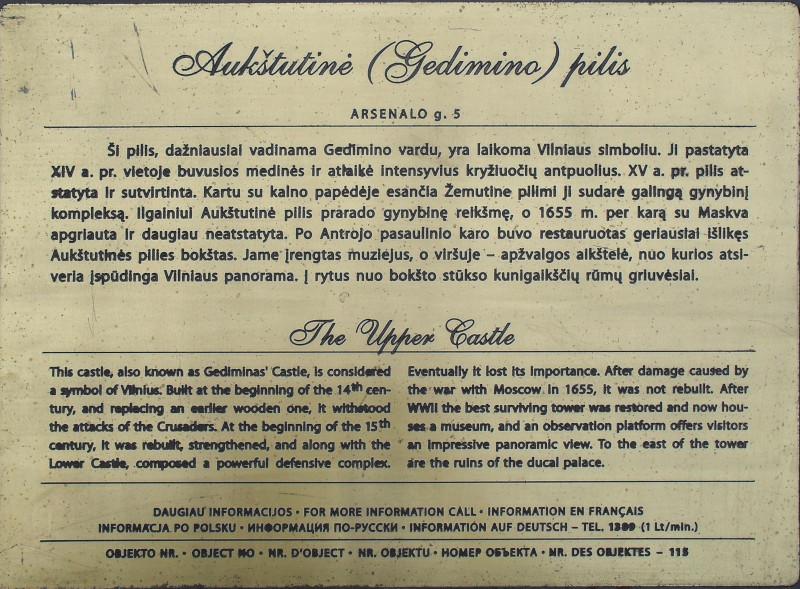 Aukštutinė (Gedimino) pilis
ARSENALO g. 5
Ši pilis, dažniausiai vadinama Gedimino vardu, yra laikoma Vilniaus simboliu. Ji pastatyta
XIV a. pr. vietoje buvusios medinės ir atlaikė intensyvius kryžiuočių antpuolius. XV a. pr. pilis at-
statyta ir sutvirtinta. Kartu su kalno papėdėje esančia Žemutine pilimi ji sudarė galingą gynybinį
kompleksą. Ilgainiui Aukštutinė pilis prarado gynybinę reikšmę, o 1655 m. per karą su Maskva
apgriauta ir daugiau neatstatyta. Po Antrojo pasaulinio karo buvo restauruotas geriausiai išlikęs
Aukštutinės pilies bokštas. Jame įrengtas muziejus, o viršuje – apžvalgos aikštelė, nuo kurios atsi-
veria įspūdinga Vilniaus panorama. Į rytus nuo bokšto stūkso kunigaikščių rūmų griuvėsiai.
The Upper Castle
This castle, also known as Gediminas' Castle, is considered
a symbol of Vilnius. Built at the beginning of the 14th cen-
tury, and replacing an earlier wooden one, it withstood
the attacks of the Crusaders. At the beginning of the 15th
century, it was rebuilt, strengthened, and along with the
Lower Castle, composed a powerful defensive complex.
Eventually it lost its importance. After damage caused by
the war with Moscow in 1655, it was not rebuilt. After
WWII the best surviving tower was restored and now hou-
ses a museum, and an observation platform offers visitors
an impressive panoramic view. To the east of the tower
are the ruins of the ducal palace.
DAUGIAU INFORMACIJOS · FOR MORE INFORMATION CALL · INFORMATION EN FRANÇAIS
INFORMACJA PO POLSKU · ИНФОРМАЦИЯ ПО-РУССКИ · INFORMATION AUF DEUTSCH – TEL. 1389 (1 Lt/min.)
OBJEKTO NR. · OBJECT NO · NR. D'OBJECT · NR. OBJEKTU · НОМЕР ОБЪЕКТА · NR. DES OBJEKTES – 115